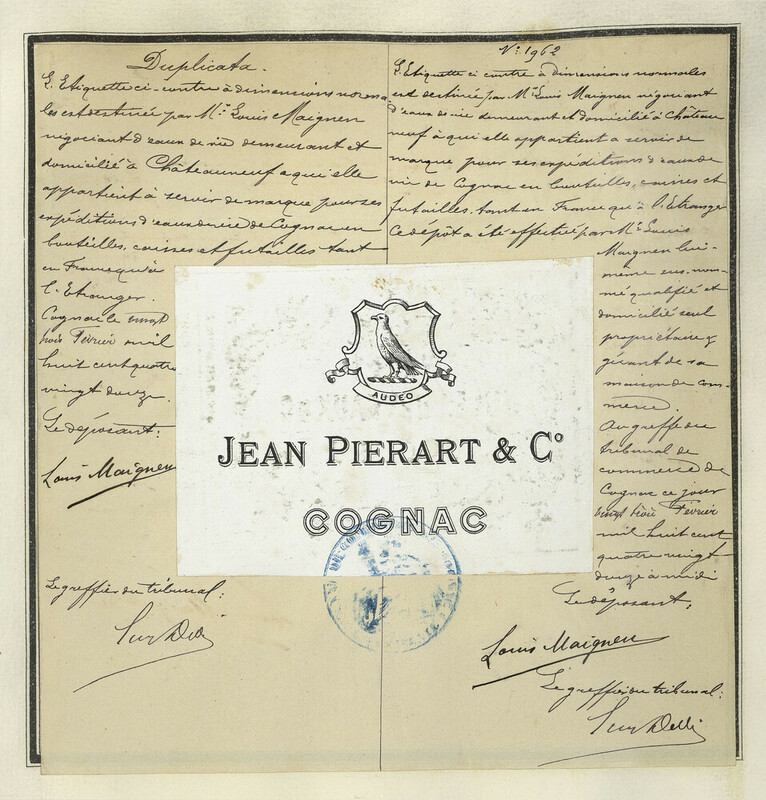 Duplicata.
L'Etiquette ci-contre à dimensions norma
les est destinée par Mr. Louis Maignen
négociant d'eaux de vie demeurant et
domicilié à Châteauneuf a qui elle
appartient à servir de marque pour ses
expéditions d'eaux de vie de Cognac en
bouteilles, caisses et futailles tant
en France qu'à
l'Etranger.
Cognac le vingt
trois Février mil
huit cent quatre
vingt douze.
Le déposant:
Louis Maignen
Le greffier du tribunal:
No. 1962
L'Etiquette ci contre à dimensions normales
est destinée par Mr. Louis Maignen négociant
d'eaux de vie demeurant et domicilié à Château
neuf à qui elle appartient a servir de
marque pour ses expéditions d'eaux de
vie de Cognac en bouteilles, caisses et
futailles, tant en France que à l'Etranger
Ce dépôt a été effectué par Mr. Louis
Maignen lui-
même sus nom-
mé qualifié et
domicilié seul
propriétaire &
gérant de sa
maison de com-
merce
Au greffe du
tribunal de
commerce de
Cognac ce jour
vingt trois Février
mil huit cent
quatre vingt
douze à midi
Le déposant:
Louis Maignen
Le greffier du tribunal:
AUDEO
JEAN PIERART & Co
COGNAC